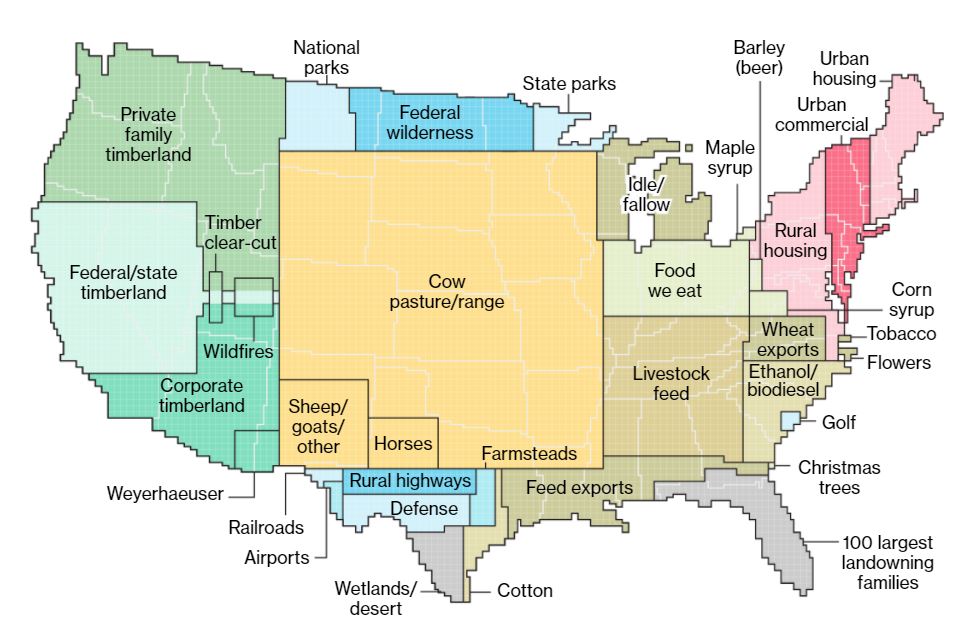 National
parks
State parks
Barley
(beer)
Urban
housing
Urban
commercial
Private
family
timberland
Federal
wilderness
Maple
syrup
Idle/
fallow
Timber
clear-cut
Rural
housing
Federal/state
timberland
Cow
pasture/range
Food
we eat
Corn
syrup
Wildfires
Wheat
exports
Tobacco
Flowers
Corporate
timberland
Livestock
feed
Ethanol/
biodiesel
Sheep/
goats/
other
Horses
Golf
Farmsteads
Christmas
trees
Weyerhaeuser
Rural highways
Feed exports
Defense
Railroads
Airports
100 largest
landowning
families
Wetlands/
desert
Cotton